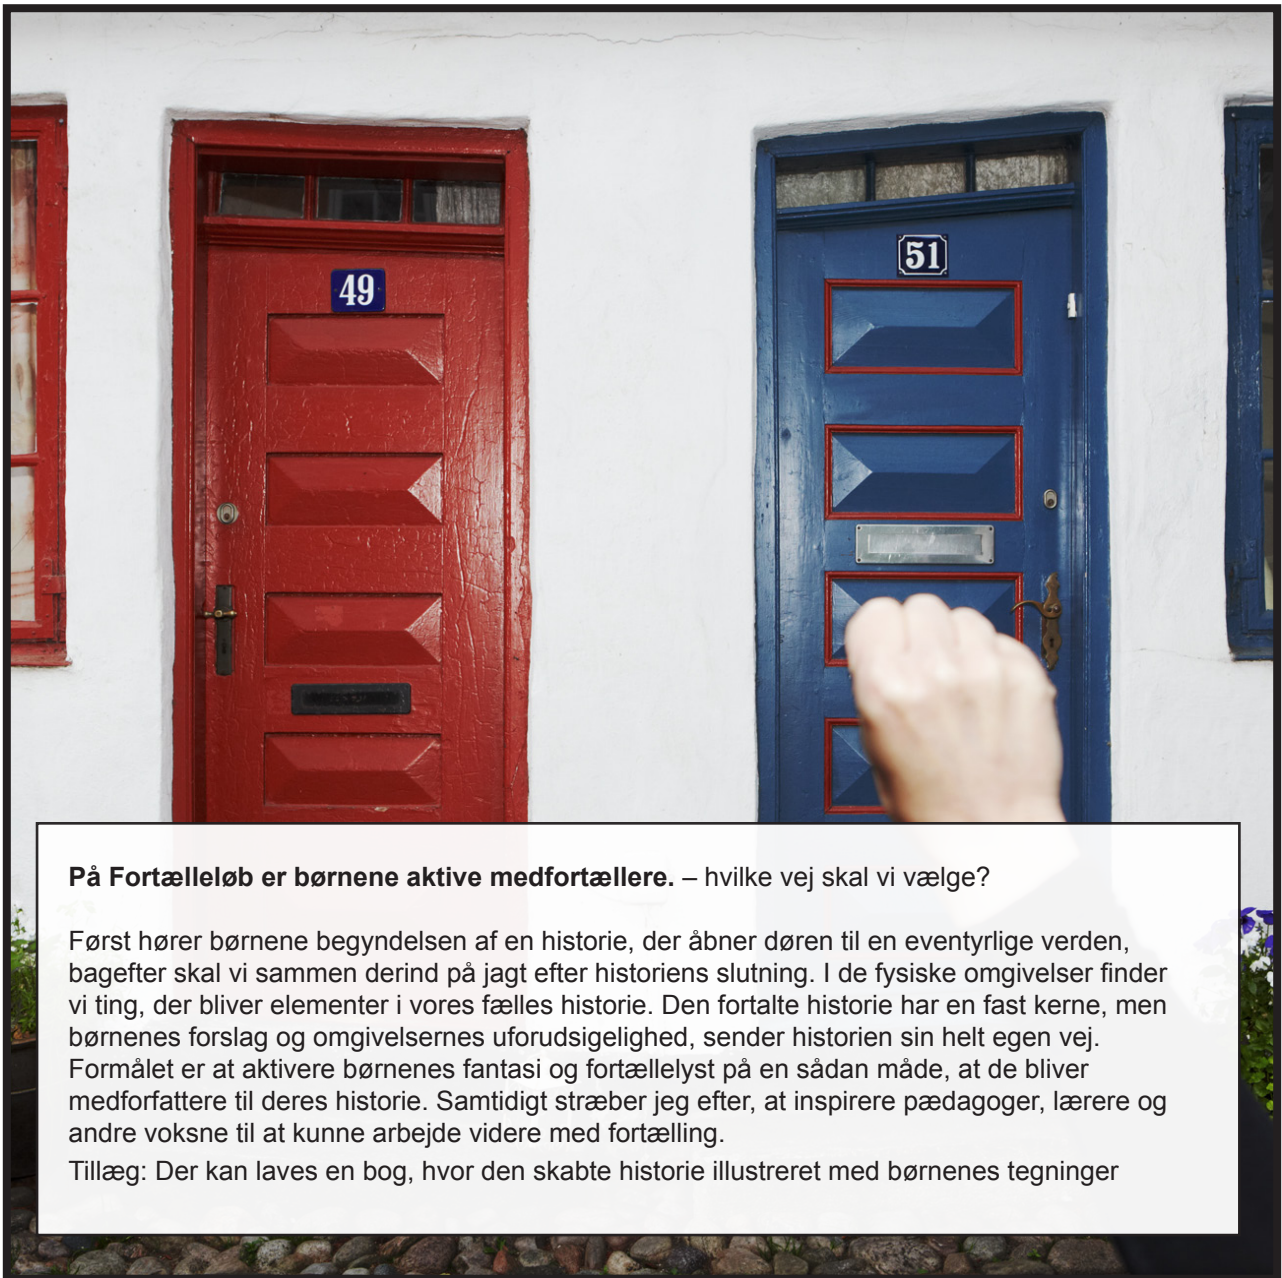 49
51
På Fortælleløb er børnene aktive medfortællere. – hvilke vej skal vi vælge?
Først hører børnene begyndelsen af en historie, der åbner døren til en eventyrlige verden,
bagefter skal vi sammen derind på jagt efter historiens slutning. I de fysiske omgivelser finder
vi ting, der bliver elementer i vores fælles historie. Den fortalte historie har en fast kerne, men
børnenes forslag og omgivelsernes uforudsigelighed, sender historien sin helt egen vej.
Formålet er at aktivere børnenes fantasi og fortællelyst på en sådan måde, at de bliver
medforfattere til deres historie. Samtidigt stræber jeg efter, at inspirere pædagoger, lærere og
andre voksne til at kunne arbejde videre med fortælling.
Tillæg: Der kan laves en bog, hvor den skabte historie illustreret med børnenes tegninger